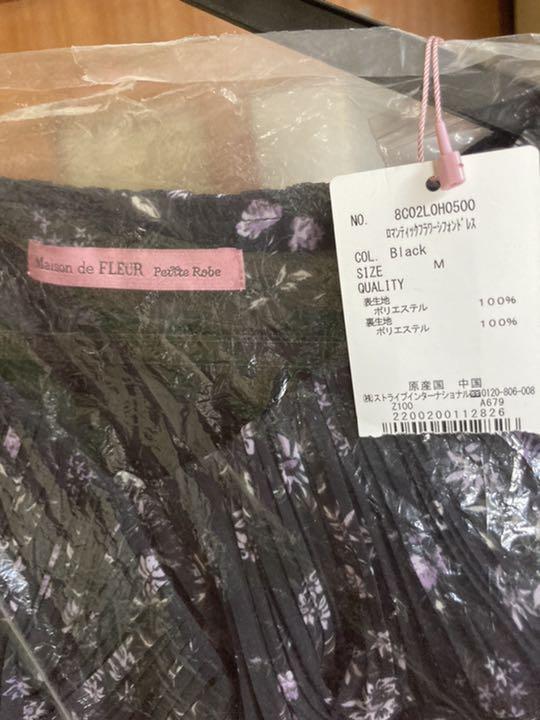 Maison de FLEUR Petite Robe
NO. 8C02L0H0500
ロマンティックフラワーシフォンドレス
COL. Black
SIZE M
QUALITY
表生地
ポリエステル 100%
裏生地
ポリエステル 100%
原産国 中国
(株)ストライプインターナショナル☎0120-806-008
Z100 A679
2200200112826